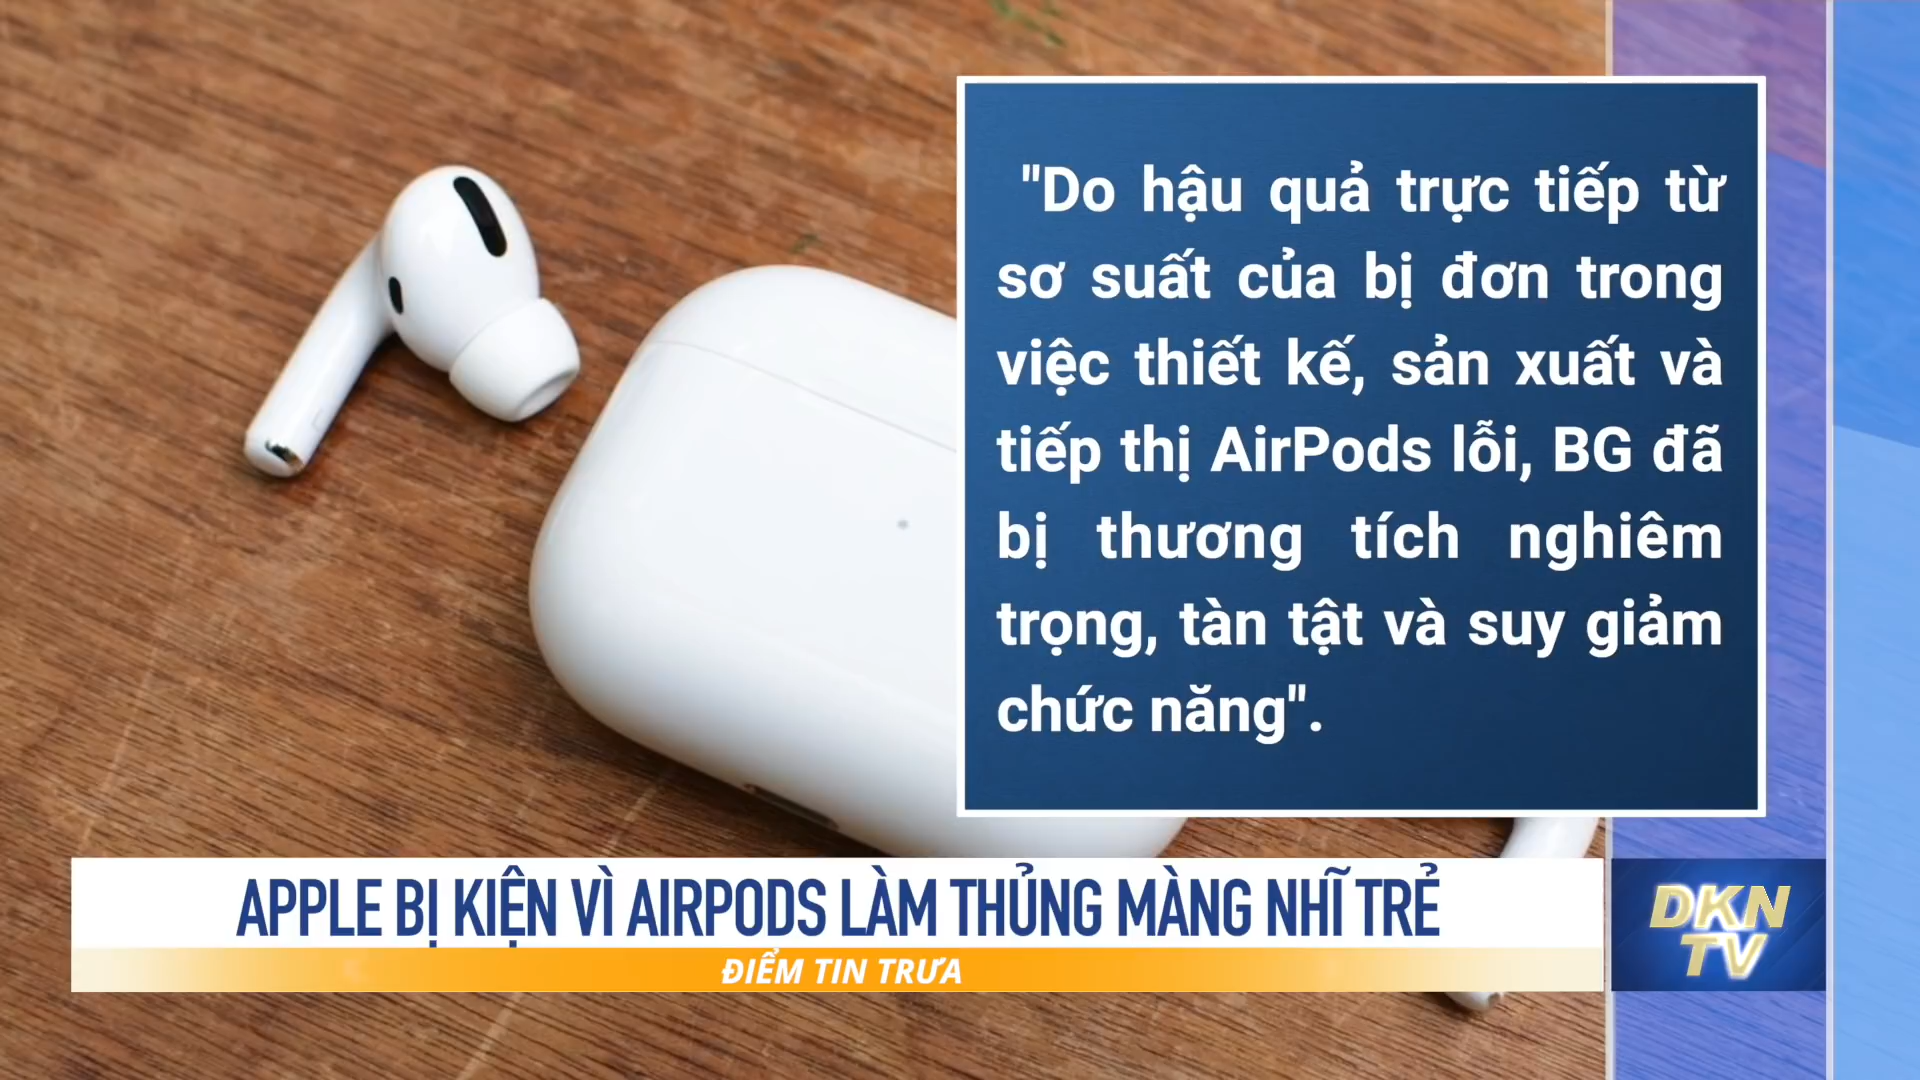 "Do hậu quả trực tiếp từ
sơ suất của bị đơn trong
việc thiết kế, sản xuất và
tiếp thị AirPods lỗi, BG đã
bị thương tích nghiêm
trọng, tàn tật và suy giảm
chức năng".
APPLE BỊ KIỆN VÌ AIRPODS LÀM THỦNG MÀNG NHĨ TRẺ
ĐIỂM TIN TRƯA
DKN
TV